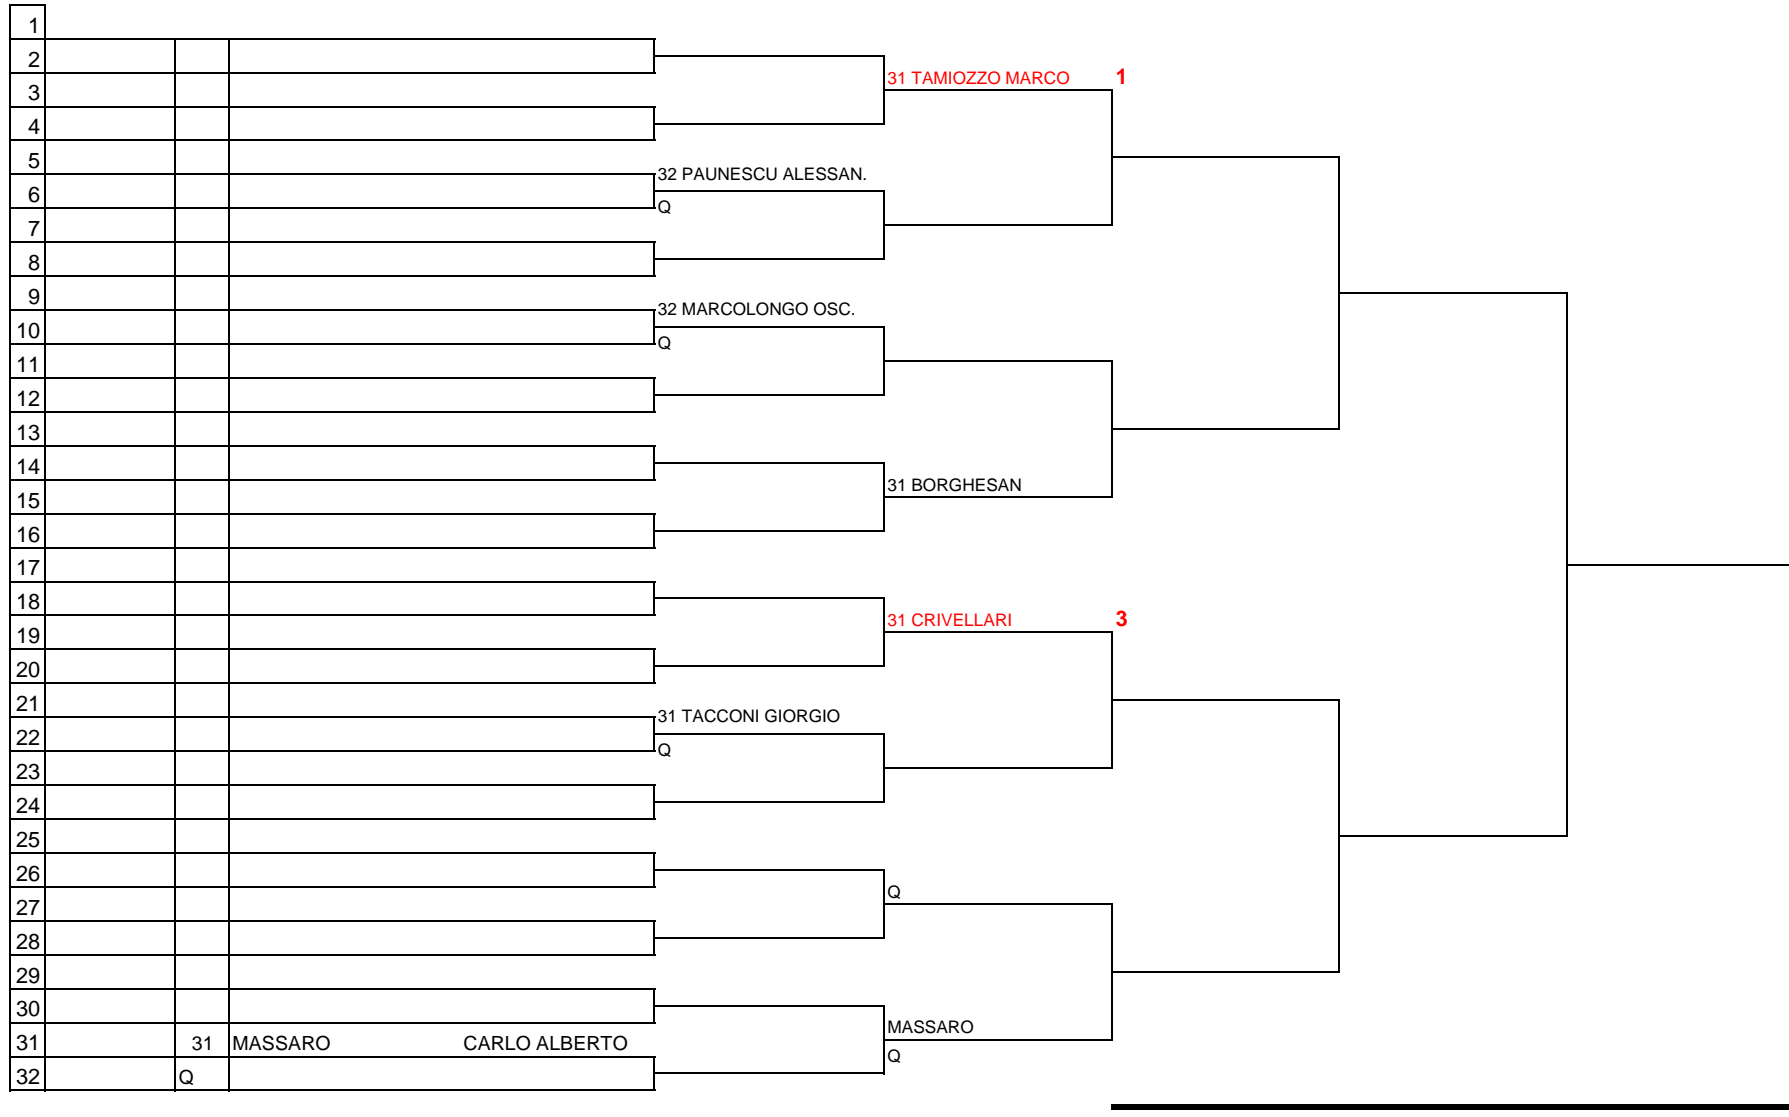 1
2
31 TAMIOZZO MARCO 1
3
4
5
32 PAUNESCU ALESSAN.
6
Q
7
8
9
32 MARCOLONGO OSC.
10
Q
11
12
13
14
31 BORGHESAN
15
16
17
18
31 CRIVELLARI 3
19
20
21
31 TACCONI GIORGIO
22
Q
23
24
25
26
Q
27
28
29
30
MASSARO
31 31 MASSARO CARLO ALBERTO
Q
32 Q